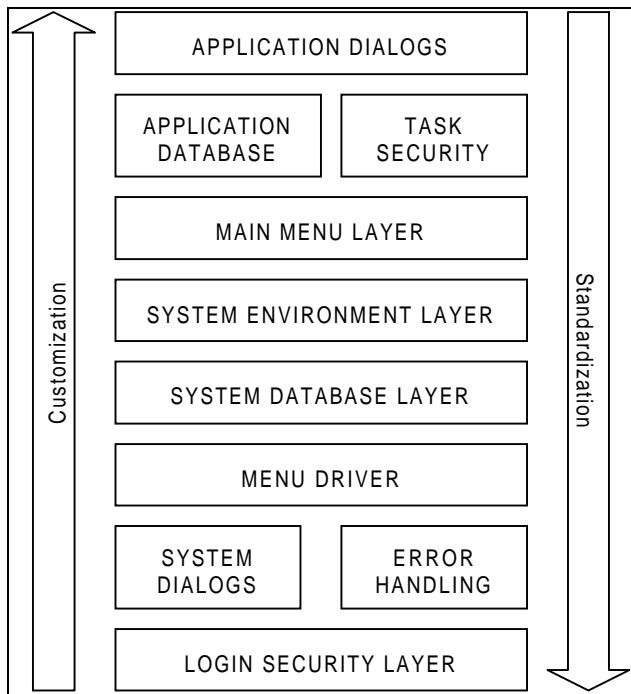 APPLICATION DIALOGS
APPLICATION
DATABASE
TASK
SECURITY
MAIN MENU LAYER
Customization
Standardization
SYSTEM ENVIRONMENT LAYER
SYSTEM DATABASE LAYER
MENU DRIVER
SYSTEM
DIALOGS
ERROR
HANDLING
LOGIN SECURITY LAYER